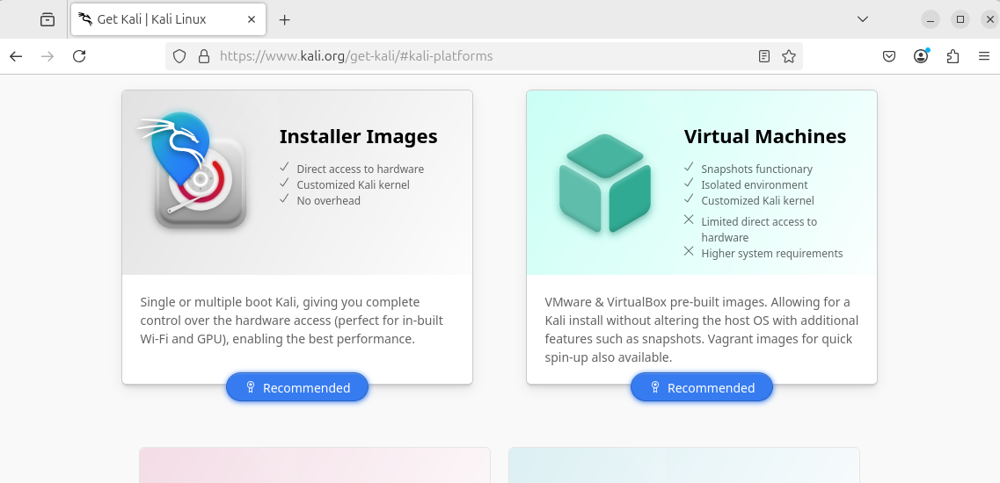 Get Kali | Kali Linux
https://www.kali.org/get-kali/#kali-platforms
Installer Images
Direct access to hardware
Customized Kali kernel
No overhead
Single or multiple boot Kali, giving you complete
control over the hardware access (perfect for in-built
Wi-Fi and GPU), enabling the best performance.
Recommended
Virtual Machines
Snapshots functionary
Isolated environment
Customized Kali kernel
Limited direct access to
hardware
Higher system requirements
VMware & VirtualBox pre-built images. Allowing for a
Kali install without altering the host OS with additional
features such as snapshots. Vagrant images for quick
spin-up also available.
Recommended